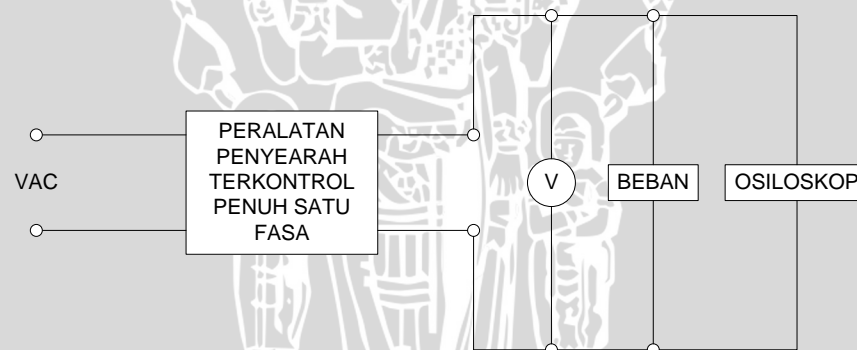 VAC
PERALATAN
PENYEARAH
TERKONTROL
PENUH SATU
FASA
V
BEBAN
OSILOSKOP